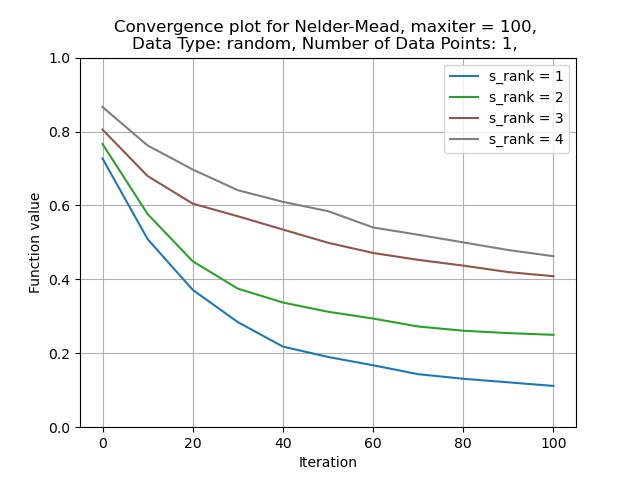 Convergence plot for Nelder-Mead, maxiter = 100,
Data Type: random, Number of Data Points: 1,
s_rank = 1
s_rank = 2
s_rank = 3
s_rank = 4
Function value
1.0
0.8
0.6
0.4
0.2
0.0
0 20 40 60 80 100
Iteration